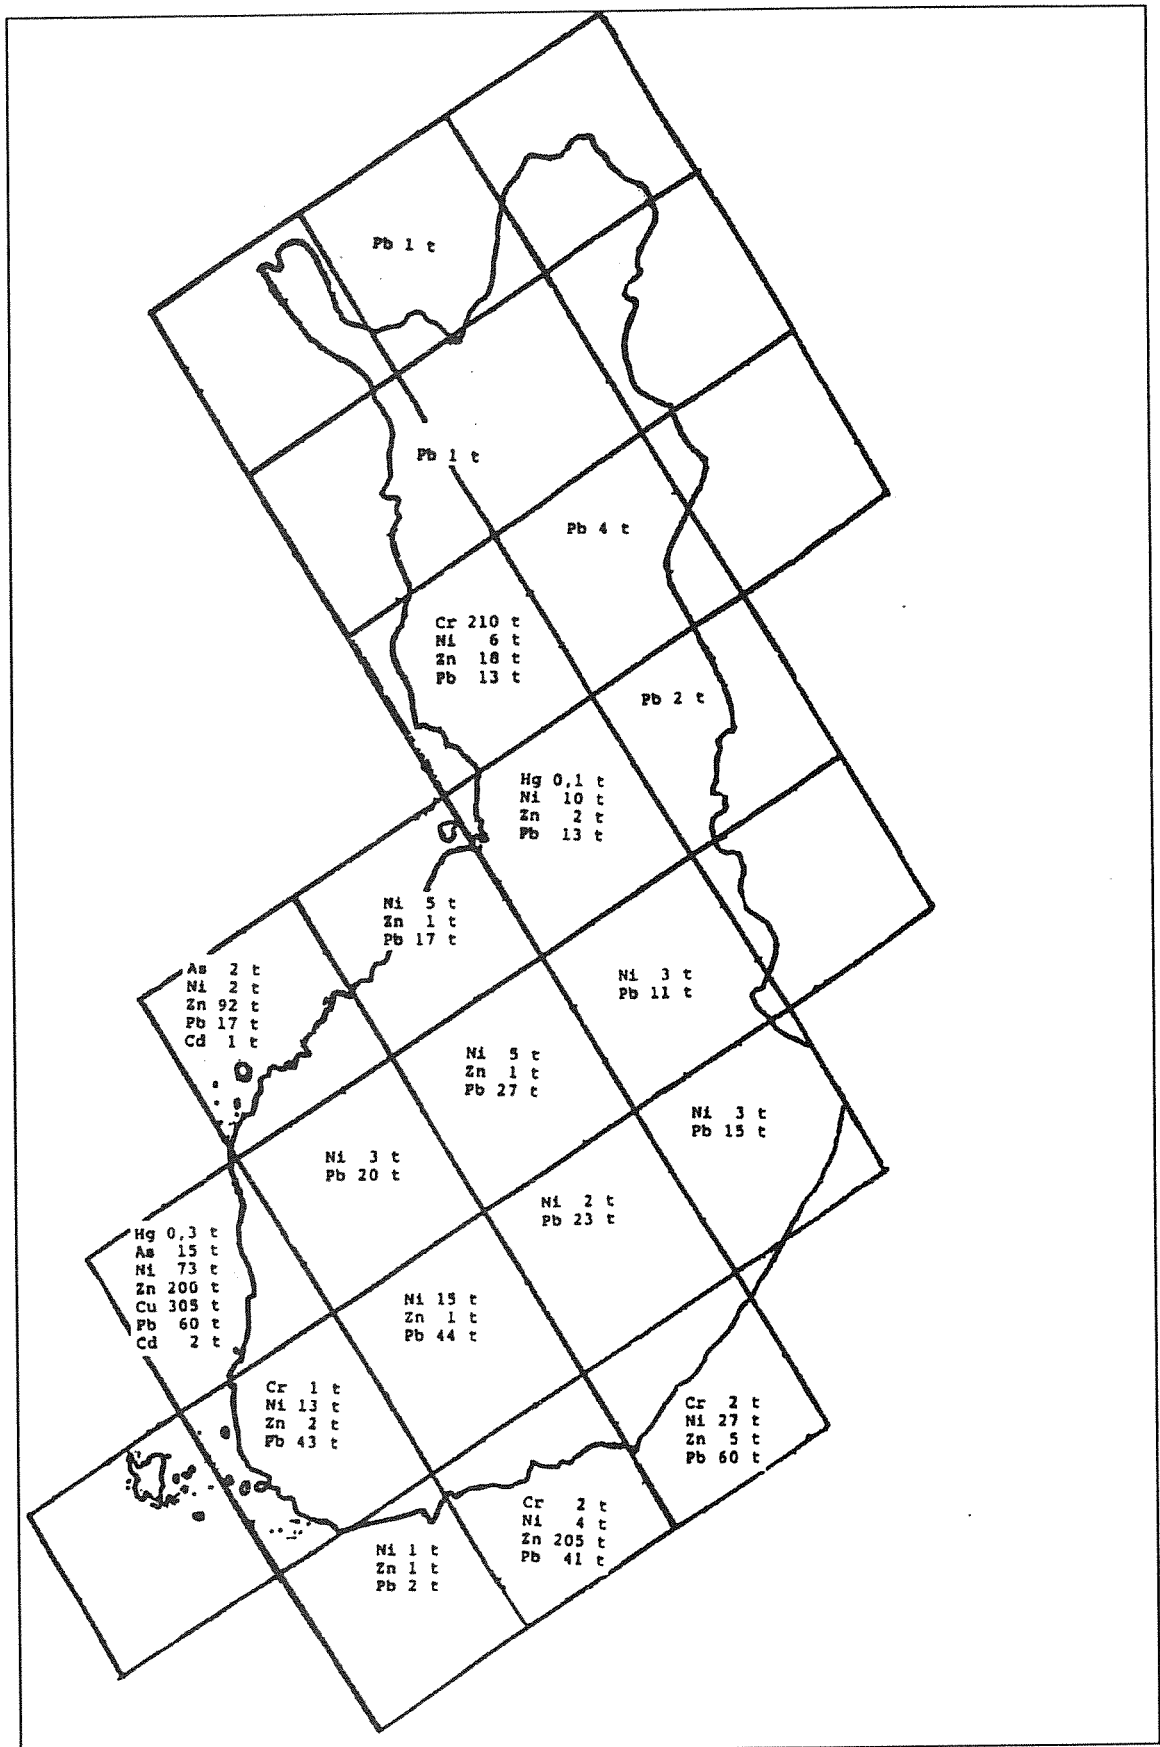 Pb 1 t
Pb 1 t
Pb 4 t
Cr 210 t
Ni 6 t
Zn 18 t
Pb 13 t
Pb 2 t
Hg 0,1 t
Ni 10 t
Zn 2 t
Pb 13 t
Ni 5 t
Zn 1 t
Pb 17 t
As 2 t
Ni 2 t
Zn 92 t
Pb 17 t
Cd 1 t
Ni 3 t
Pb 11 t
Ni 5 t
Zn 1 t
Pb 27 t
Ni 3 t
Pb 15 t
Ni 3 t
Pb 20 t
Ni 2 t
Pb 23 t
Hg 0,3 t
As 15 t
Ni 73 t
Zn 200 t
Cu 305 t
Pb 60 t
Cd 2 t
Ni 15 t
Zn 1 t
Pb 44 t
Cr 1 t
Ni 13 t
Zn 2 t
Pb 43 t
Cr 2 t
Ni 27 t
Zn 5 t
Pb 60 t
Cr 2 t
Ni 4 t
Zn 205 t
Pb 41 t
Ni 1 t
Zn 1 t
Pb 2 t